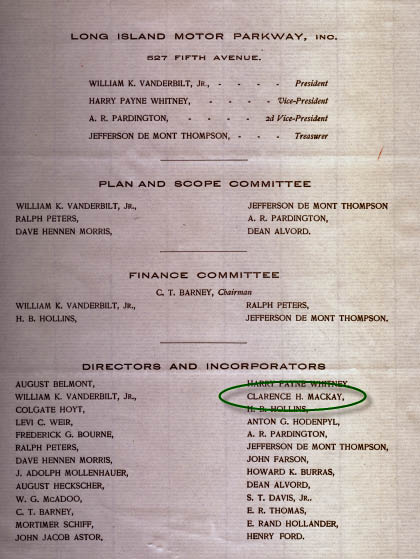 LONG ISLAND MOTOR PARKWAY, INC.
527 FIFTH AVENUE.
WILLIAM K. VANDERBILT, JR., - - - President
HARRY PAYNE WHITNEY, - - - - Vice-President
A. R. PARDINGTON, - - - - 2d Vice-President
JEFFERSON DE MONT THOMPSON, - - - Treasurer
PLAN AND SCOPE COMMITTEE
WILLIAM K. VANDERBILT, JR., JEFFERSON DE MONT THOMPSON
RALPH PETERS, A. R. PARDINGTON,
DAVE HENNEN MORRIS, DEAN ALVORD.
FINANCE COMMITTEE
C. T. BARNEY, Chairman
WILLIAM K. VANDERBILT, JR., RALPH PETERS,
H. B. HOLLINS, JEFFERSON DE MONT THOMPSON.
DIRECTORS AND INCORPORATORS
AUGUST BELMONT, HARRY PAYNE WHITNEY,
WILLIAM K. VANDERBILT, JR., CLARENCE H. MACKAY,
COLGATE HOYT, H. B. HOLLINS,
LEVI C. WEIR, ANTON G. HODENPYL,
FREDERICK G. BOURNE, A. R. PARDINGTON,
RALPH PETERS, JEFFERSON DE MONT THOMPSON,
DAVE HENNEN MORRIS, JOHN FARSON,
J. ADOLPH MOLLENHAUER, HOWARD K. BURRAS,
AUGUST HECKSCHER, DEAN ALVORD,
W. G. McADOO, S. T. DAVIS, JR.,
C. T. BARNEY, E. R. THOMAS,
MORTIMER SCHIFF, E. RAND HOLLANDER,
JOHN JACOB ASTOR, HENRY FORD.